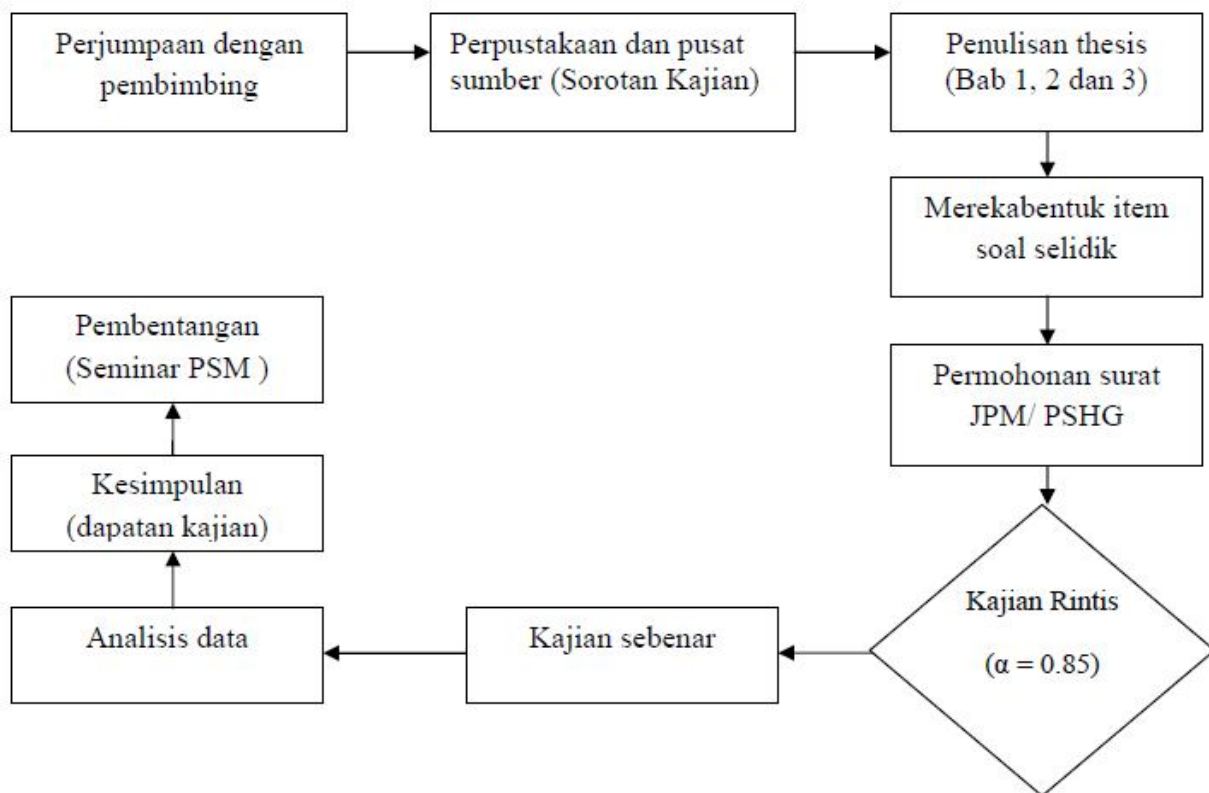 Perjumpaan dengan
pembimbing
Perpustakaan dan pusat
sumber (Sorotan Kajian)
Penulisan thesis
(Bab 1, 2 dan 3)
Merekabentuk item
soal selidik
Permohonan surat
JPM/ PSHG
Kajian Rintis
(α = 0.85)
Kajian sebenar
Analisis data
Kesimpulan
(dapatan kajian)
Pembentangan
(Seminar PSM )